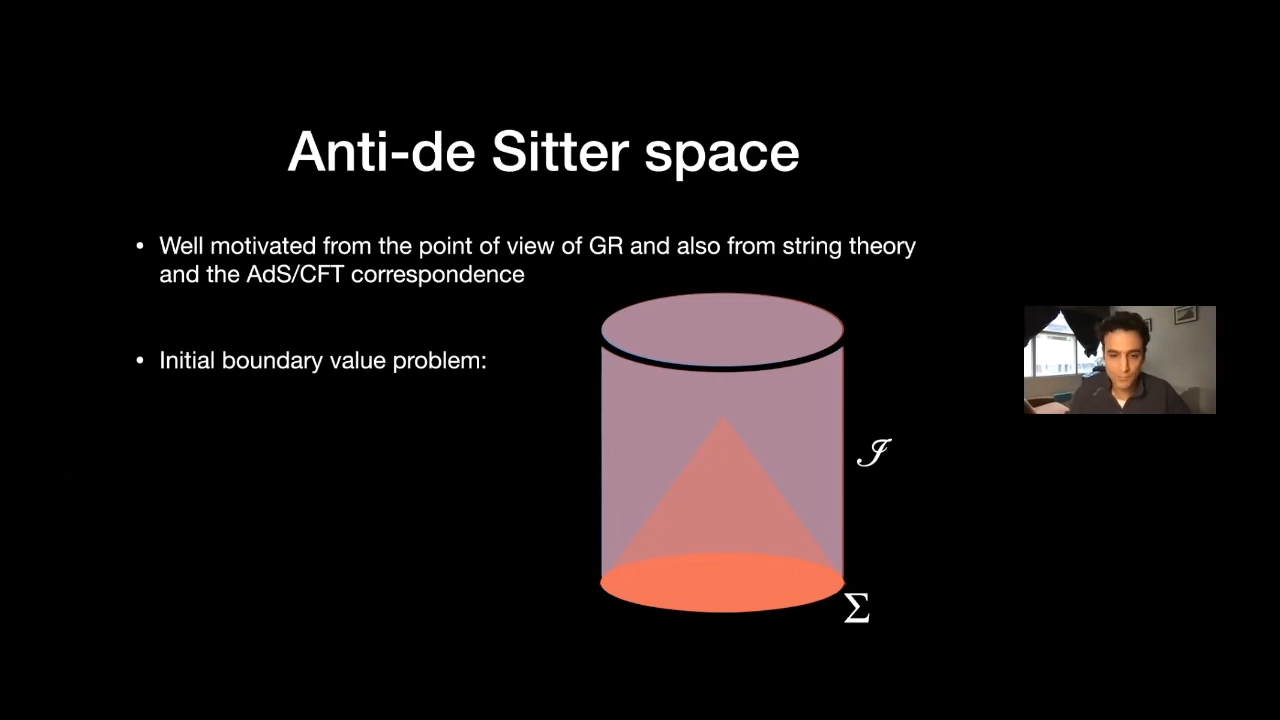 Anti-de Sitter space
• Well motivated from the point of view of GR and also from string theory
and the AdS/CFT correspondence
• Initial boundary value problem:
ℐ
Σ